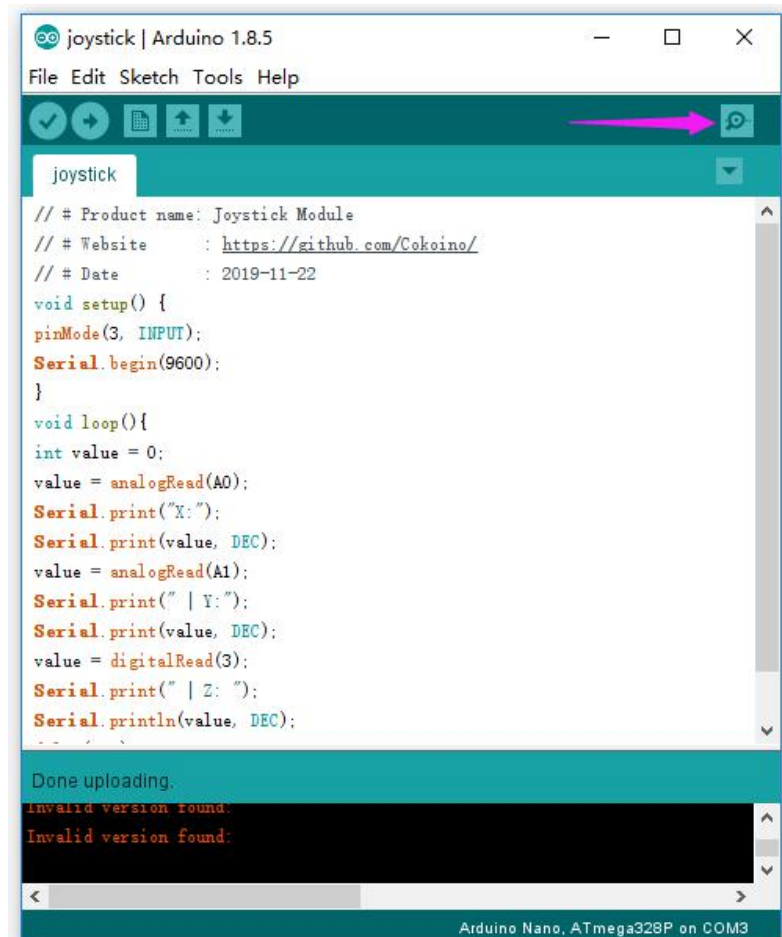 joystick | Arduino 1.8.5
File Edit Sketch Tools Help
joystick
// # Product name: Joystick Module
// # Website : https://github.com/Cokoino/
// # Date : 2019-11-22
void setup() {
pinMode(3, INPUT);
Serial.begin(9600);
}
void loop(){
int value = 0;
value = analogRead(A0);
Serial.print("X:");
Serial.print(value, DEC);
value = analogRead(A1);
Serial.print(" | Y:");
Serial.print(value, DEC);
value = digitalRead(3);
Serial.print(" | Z: ");
Serial.println(value, DEC);
Done uploading.
Invalid version found:
Invalid version found:
Arduino Nano, ATmega328P on COM3